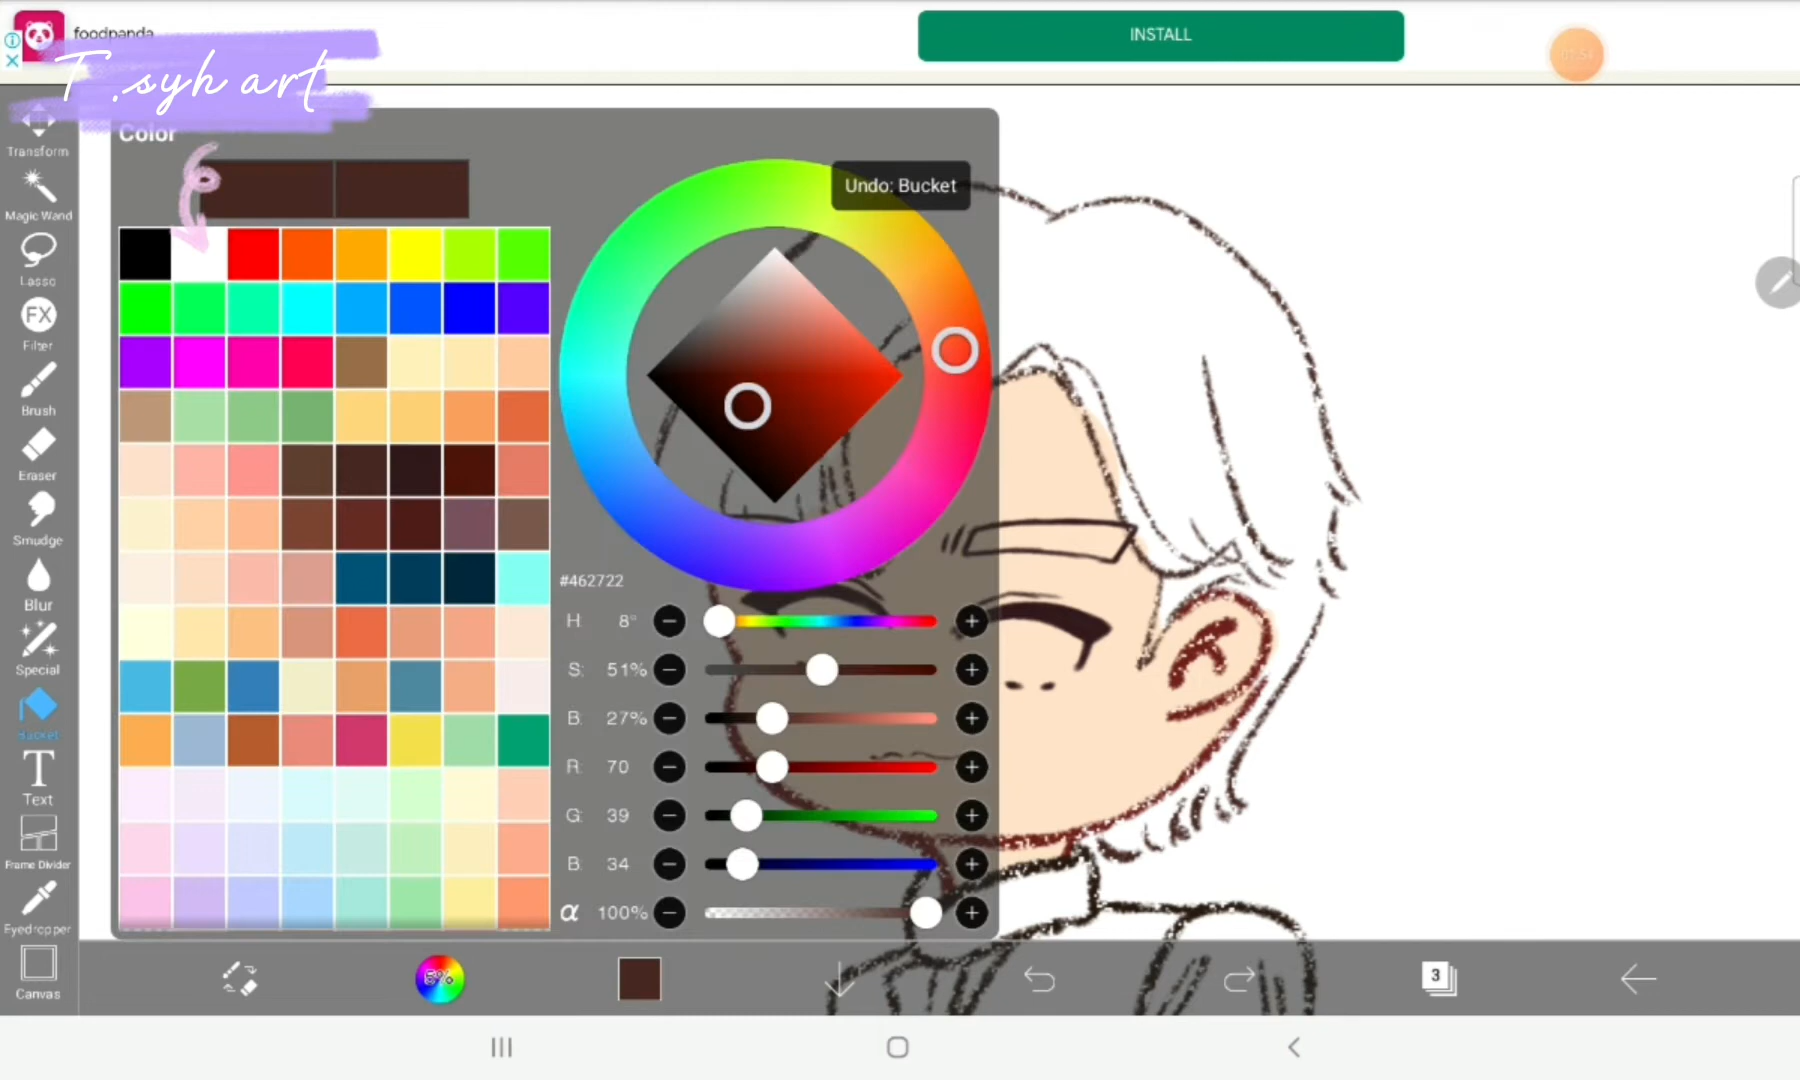 foodpanda
INSTALL
T.syh art
Color
Undo: Bucket
Transform
Magic Wand
Lasso
FX
Filter
Brush
Eraser
Smudge
Blur
Special
Bucket
T
Text
Frame Divider
Eyedropper
Canvas
#462722
H: 8°
S: 51%
B: 27%
R: 70
G: 39
B: 34
α 100%
5%
3